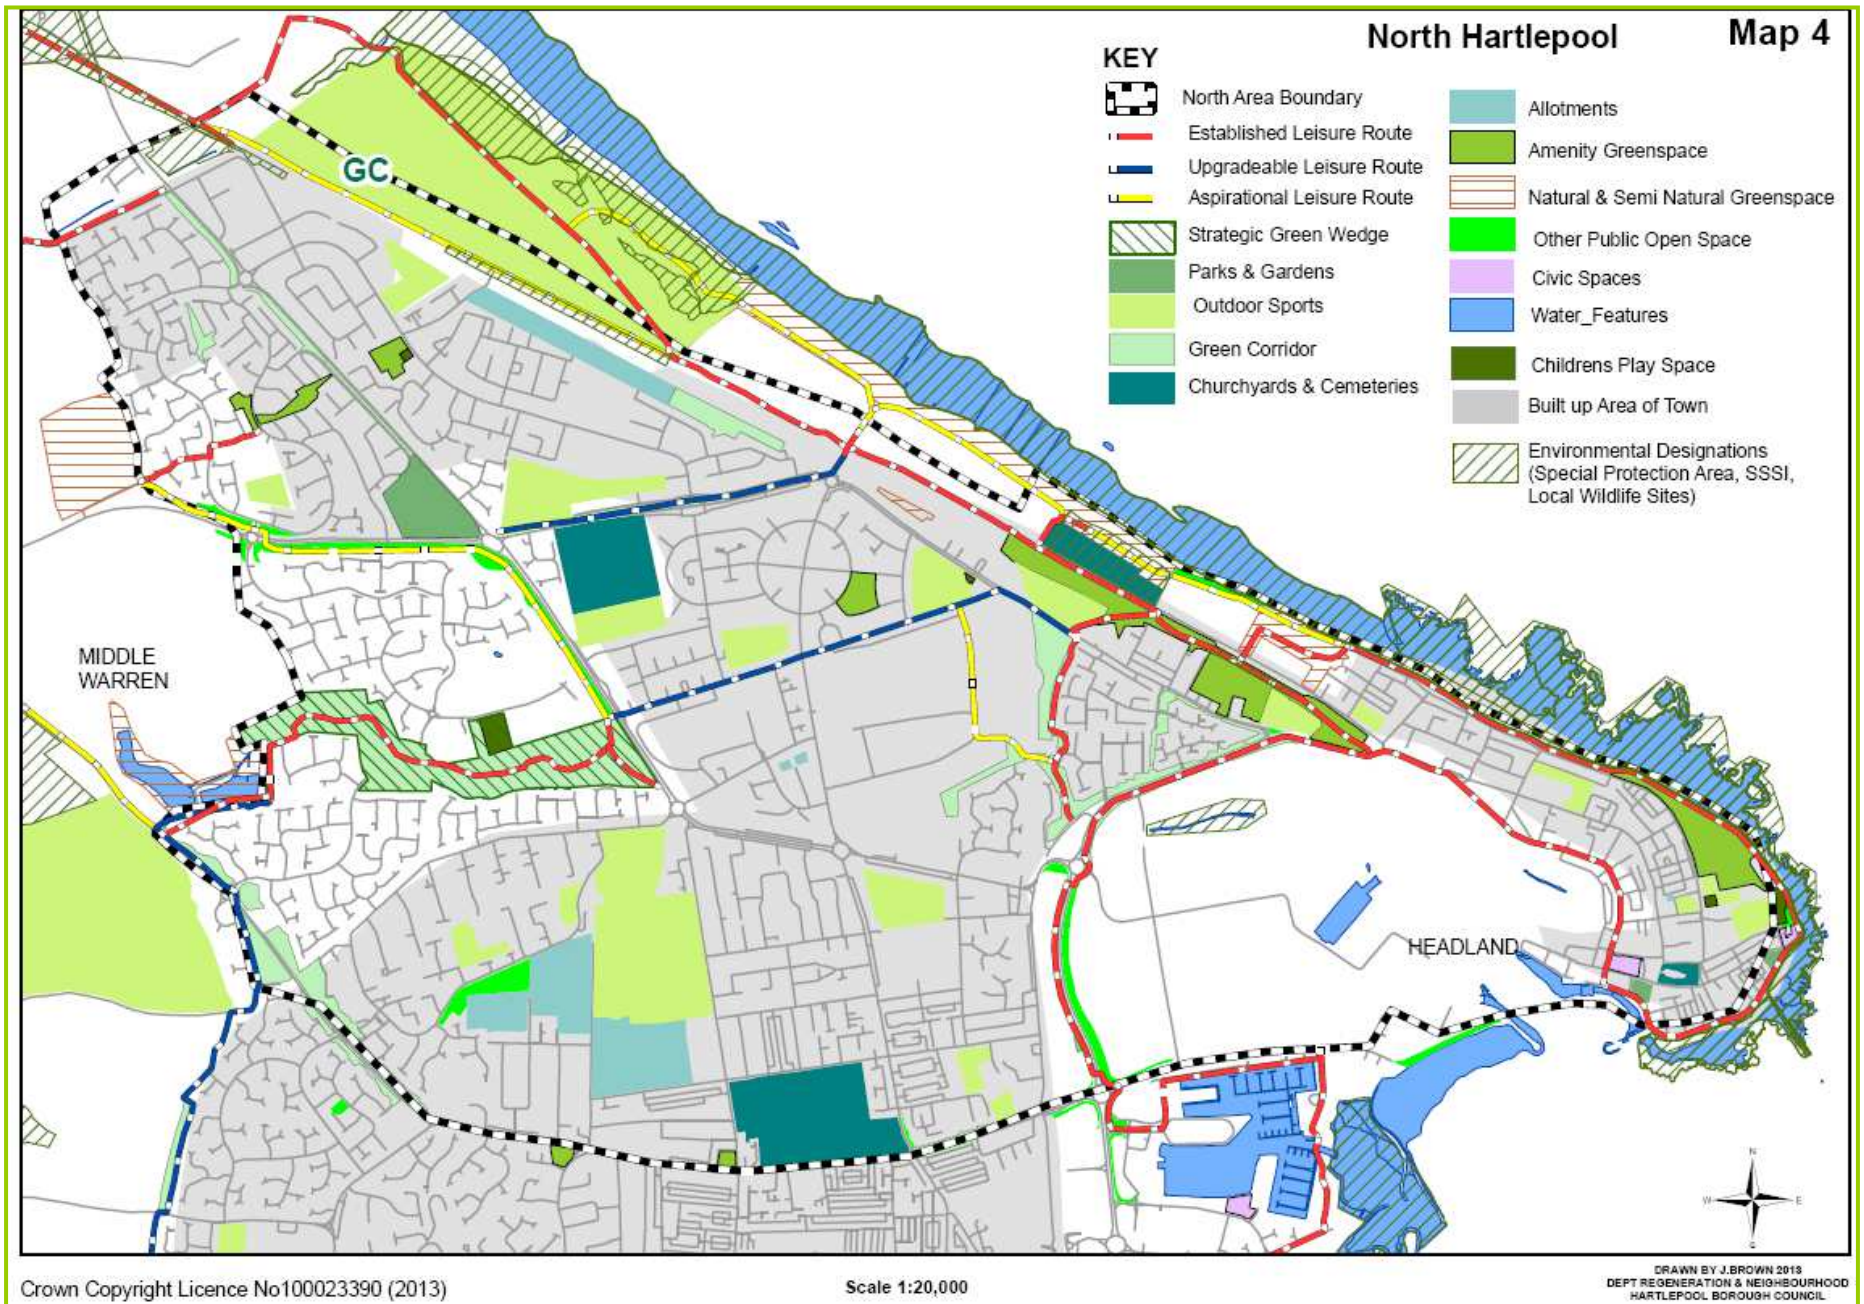 North Hartlepool
Map 4
KEY
North Area Boundary
Established Leisure Route
Upgradeable Leisure Route
Aspirational Leisure Route
Strategic Green Wedge
Parks & Gardens
Outdoor Sports
Green Corridor
Churchyards & Cemeteries
Allotments
Amenity Greenspace
Natural & Semi Natural Greenspace
Other Public Open Space
Civic Spaces
Water_Features
Childrens Play Space
Built up Area of Town
Environmental Designations
(Special Protection Area, SSSI,
Local Wildlife Sites)
GC
MIDDLE
WARREN
HEADLAND
N
W
E
S
Crown Copyright Licence No100023390 (2013)
Scale 1:20,000
DRAWN BY J.BROWN 2013
DEPT REGENERATION & NEIGHBOURHOOD
HARTLEPOOL BOROUGH COUNCIL